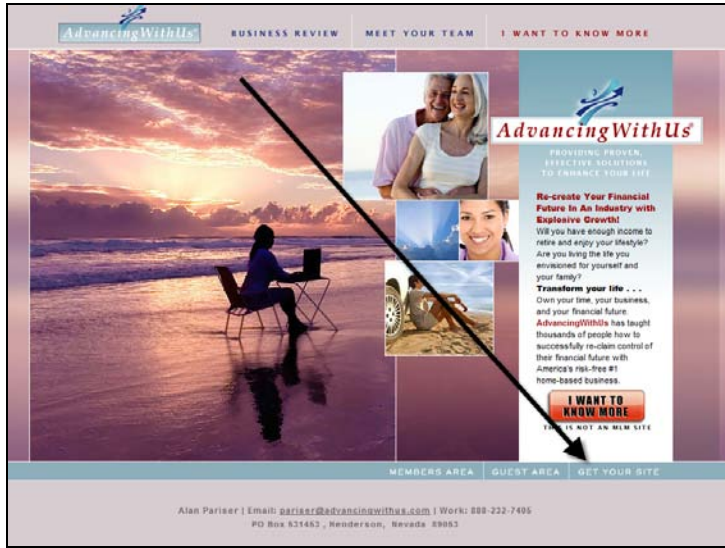 AdvancingWithUs®
BUSINESS REVIEW
MEET YOUR TEAM
I WANT TO KNOW MORE
AdvancingWithUs®
PROVIDING PROVEN,
EFFECTIVE SOLUTIONS
TO ENHANCE YOUR LIFE
Re-create Your Financial
Future In An Industry with
Explosive Growth!
Will you have enough income to
retire and enjoy your lifestyle?
Are you living the life you
envisioned for yourself and
your family?
Transform your life . . .
Own your time, your business,
and your financial future.
AdvancingWithUs has taught
thousands of people how to
successfully re-claim control of
their financial future with
America's risk-free #1
home-based business.
I WANT TO
KNOW MORE
THIS IS NOT AN MLM SITE
MEMBERS AREA
GUEST AREA
GET YOUR SITE
Alan Pariser | Email: pariser@advancingwithus.com | Work: 888-232-7405
PO Box 531453 , Henderson, Nevada 89053